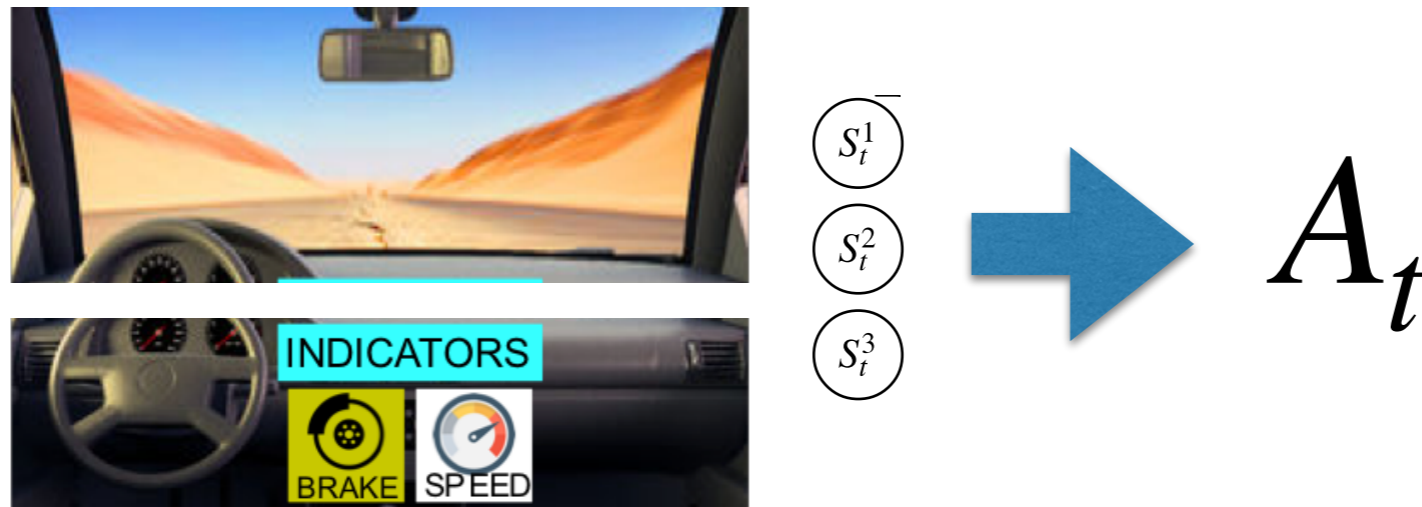 INDICATORS
BRAKE SPEED
S_t^1
S_t^2
S_t^3
A_t